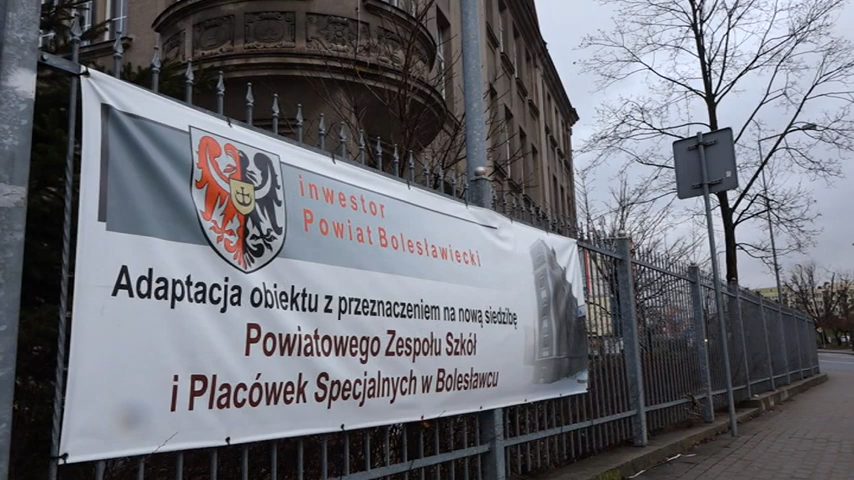 inwestor
Powiat Bolesławiecki
Adaptacja obiektu z przeznaczeniem na nową siedzibę
Powiatowego Zespołu Szkół
i Placówek Specjalnych w Bolesławcu